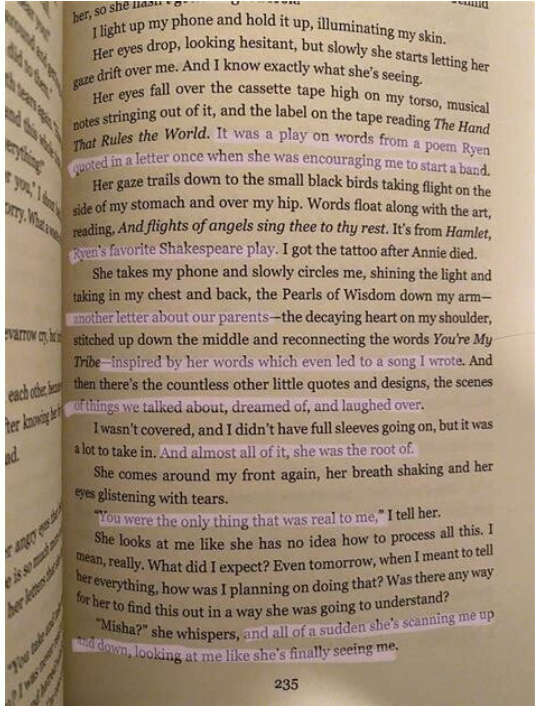 her, so she
I light up my phone and hold it up, illuminating my skin.
Her eyes drop, looking hesitant, but slowly she starts letting her
gaze drift over me. And I know exactly what she's seeing.
Her eyes fall over the cassette tape high on my torso, musical
notes stringing out of it, and the label on the tape reading The Hand
That Rules the World. It was a play on words from a poem Ryen
quoted in a letter once when she was encouraging me to start a band.
Her gaze trails down to the small black birds taking flight on the
side of my stomach and over my hip. Words float along with the art,
reading, And flights of angels sing thee to thy rest. It's from Hamlet,
Ryen's favorite Shakespeare play. I got the tattoo after Annie died.
She takes my phone and slowly circles me, shining the light and
taking in my chest and back, the Pearls of Wisdom down my arm—
another letter about our parents—the decaying heart on my shoulder,
stitched up down the middle and reconnecting the words You're My
Tribe—inspired by her words which even led to a song I wrote. And
then there's the countless other little quotes and designs, the scenes
of things we talked about, dreamed of, and laughed over.
I wasn't covered, and I didn't have full sleeves going on, but it was
a lot to take in. And almost all of it, she was the root of.
She comes around my front again, her breath shaking and her
eyes glistening with tears.
"You were the only thing that was real to me," I tell her.
She looks at me like she has no idea how to process all this. I
mean, really. What did I expect? Even tomorrow, when I meant to tell
her everything, how was I planning on doing that? Was there any way
for her to find this out in a way she was going to understand?
"Misha?" she whispers, and all of a sudden she's scanning me up
and down, looking at me like she's finally seeing me.
235